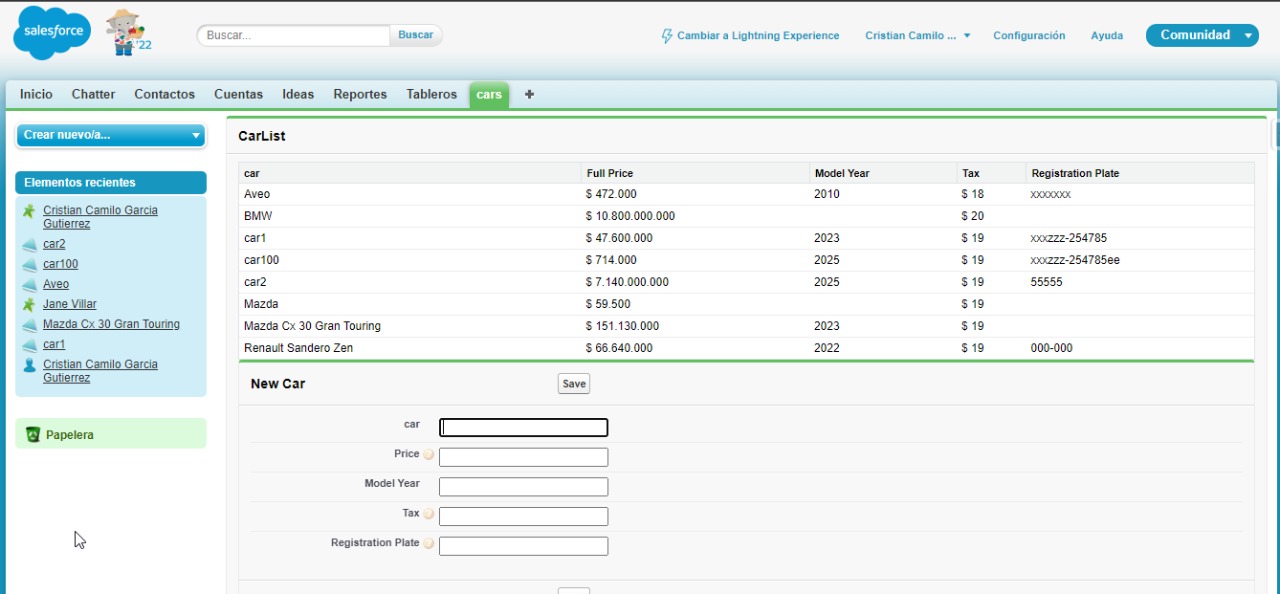 salesforce
'22
Buscar...
Buscar
Cambiar a Lightning Experience
Cristian Camilo ...
Configuración
Ayuda
Comunidad
Inicio Chatter Contactos Cuentas Ideas Reportes Tableros cars +
Crear nuevo/a...
Elementos recientes
Cristian Camilo Garcia
Gutierrez
car2
car100
Aveo
Jane Villar
Mazda Cx 30 Gran Touring
car1
Cristian Camilo Garcia
Gutierrez
Papelera
CarList
car Full Price Model Year Tax Registration Plate
Aveo $ 472.000 2010 $ 18 xxxxxxx
BMW $ 10.800.000.000 $ 20
car1 $ 47.600.000 2023 $ 19 xxxzzz-254785
car100 $ 714.000 2025 $ 19 xxxzzz-254785ee
car2 $ 7.140.000.000 2025 $ 19 55555
Mazda $ 59.500 $ 19
Mazda Cx 30 Gran Touring $ 151.130.000 2023 $ 19
Renault Sandero Zen $ 66.640.000 2022 $ 19 000-000
New Car Save
car
Price
Model Year
Tax
Registration Plate